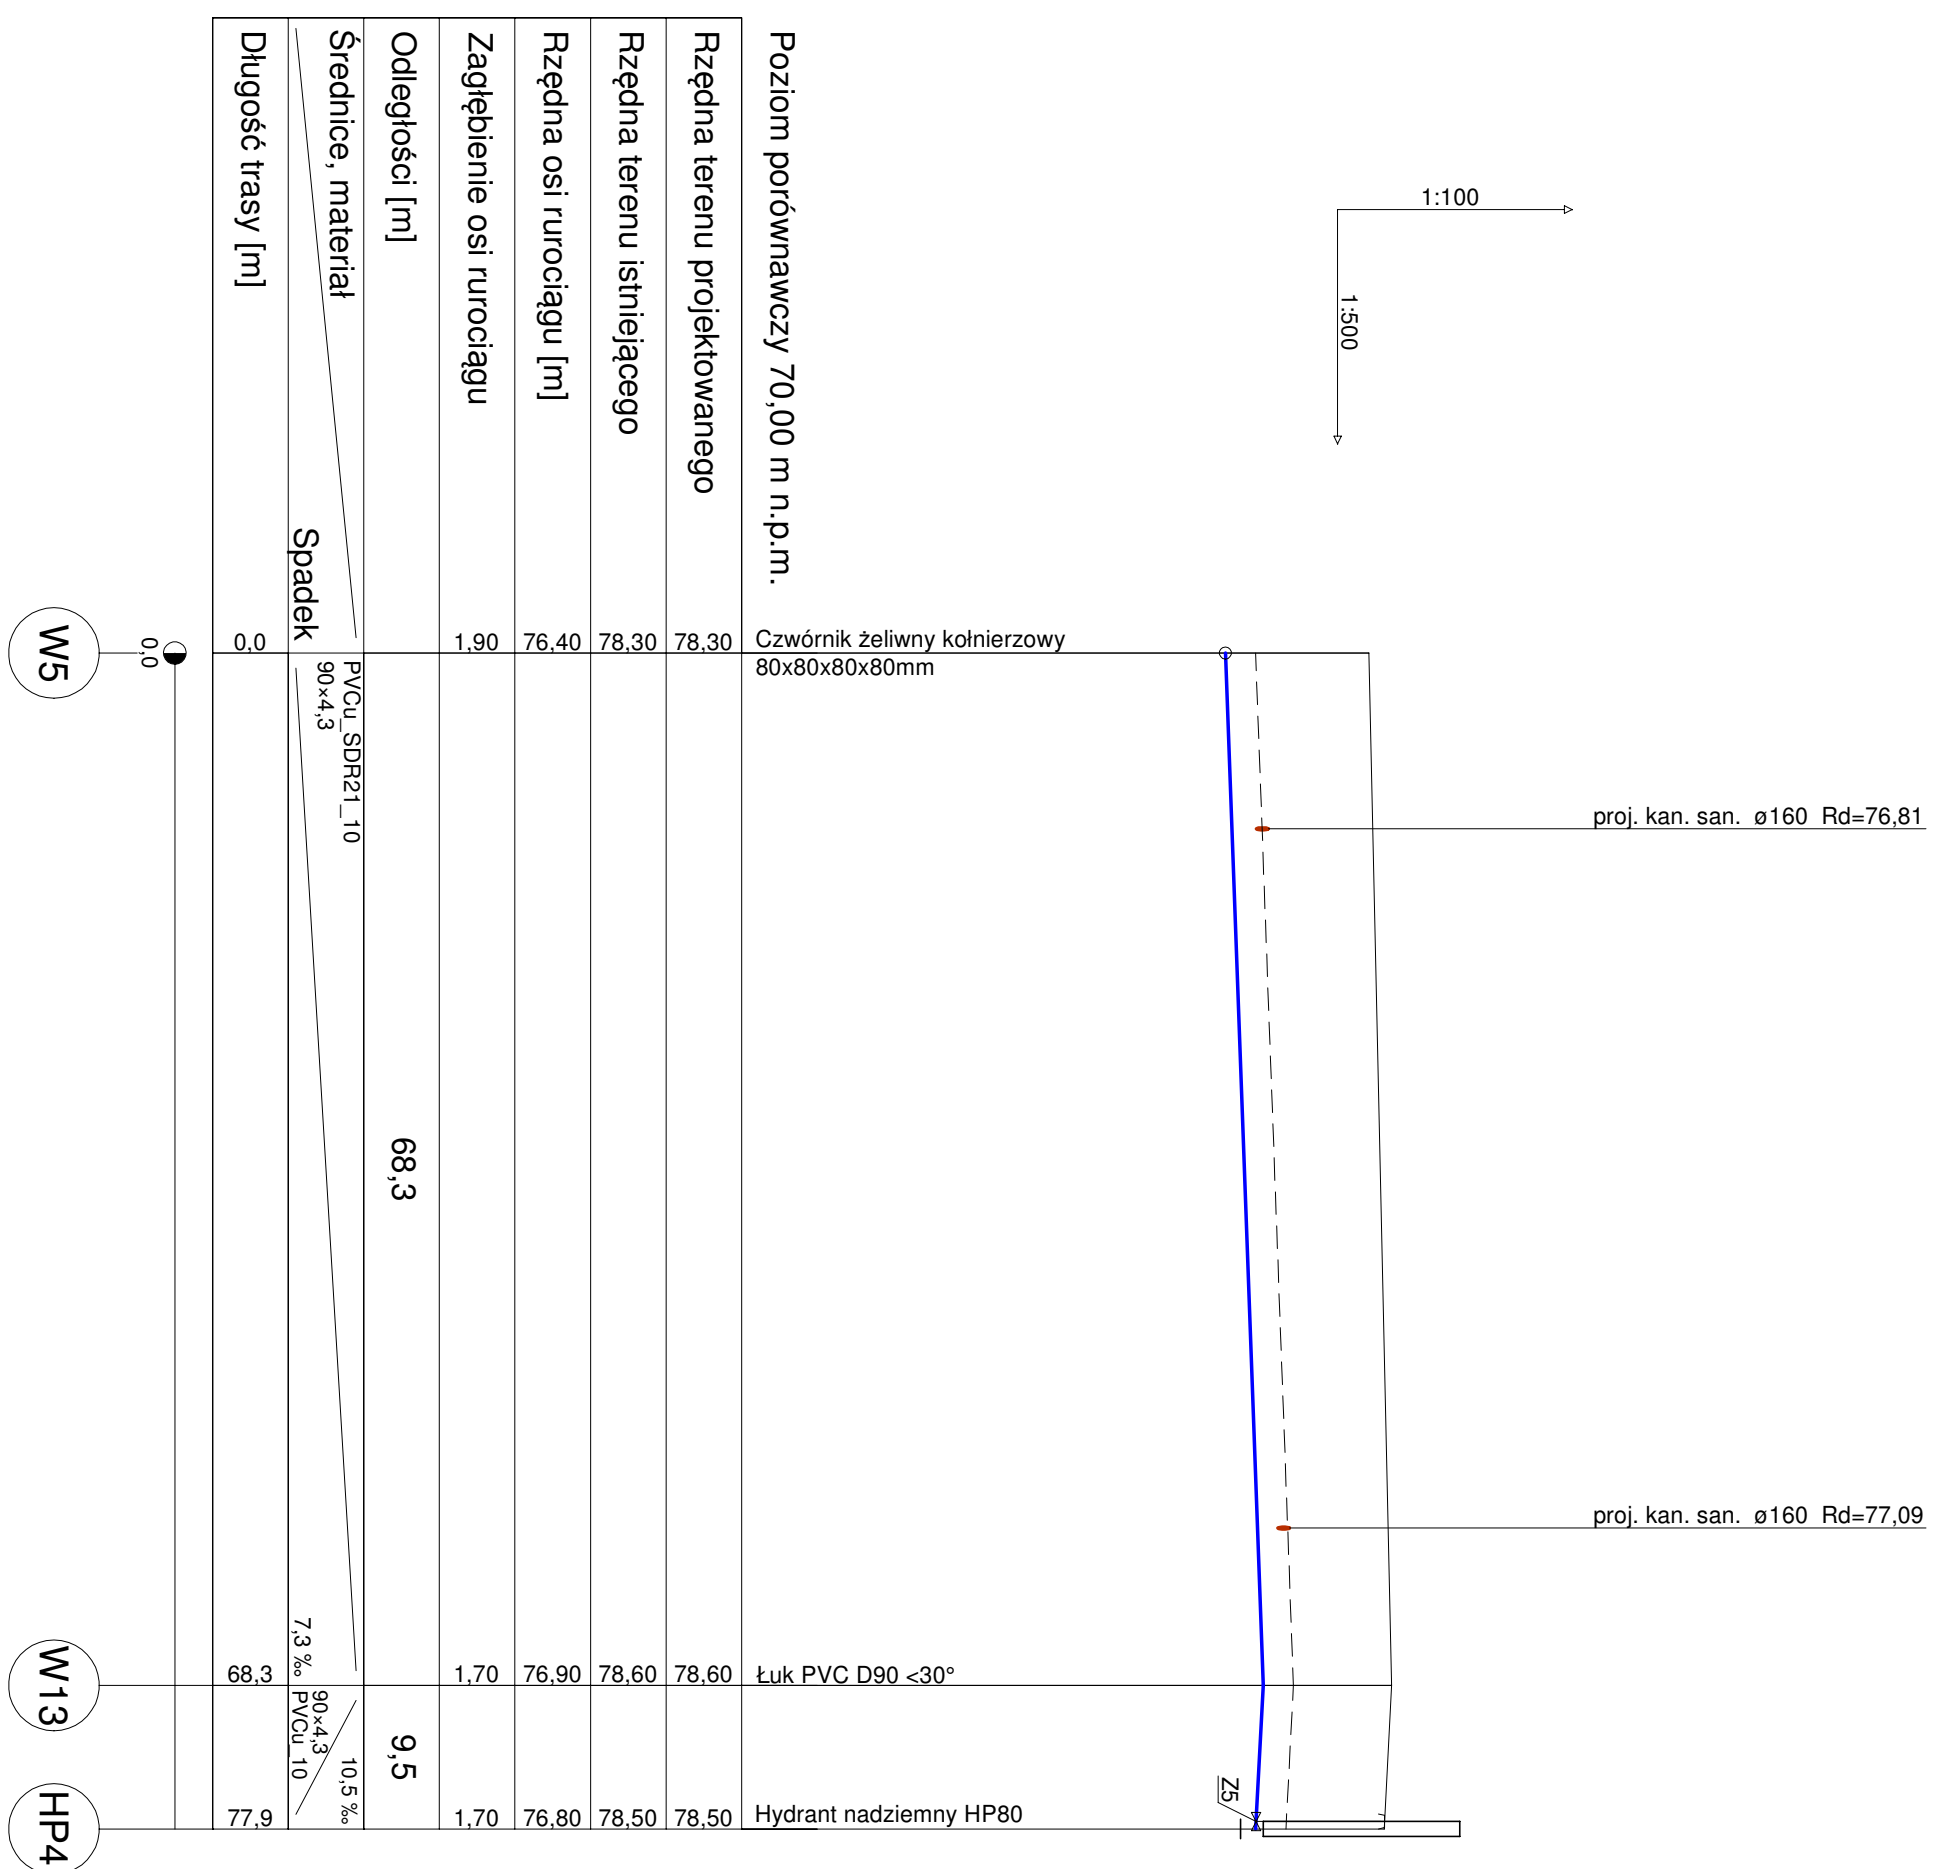 1:100
1:500
proj. kan. san. ø160 Rd=76,81
proj. kan. san. ø160 Rd=77,09
Poziom porównawczy 70,00 m n.p.m.
Czwórnik żeliwny kołnierzowy
80x80x80x80mm
Łuk PVC D90 <30°
Hydrant nadziemny HP80
Z5
Rzędna terenu projektowanego
78,30
78,60
78,50
Rzędna terenu istniejącego
78,30
78,60
78,50
Rzędna osi rurociągu [m]
76,40
76,90
76,80
Zagłębienie osi rurociągu
1,90
1,70
1,70
Odległości [m]
68,3
9,5
Średnice, materiał
Spadek
PVCu_SDR21_10
90×4,3
7,3 ‰
10,5 ‰
90×4,3
PVCu_10
Długość trasy [m]
0,0
68,3
77,9
0,0
W5
W13
HP4